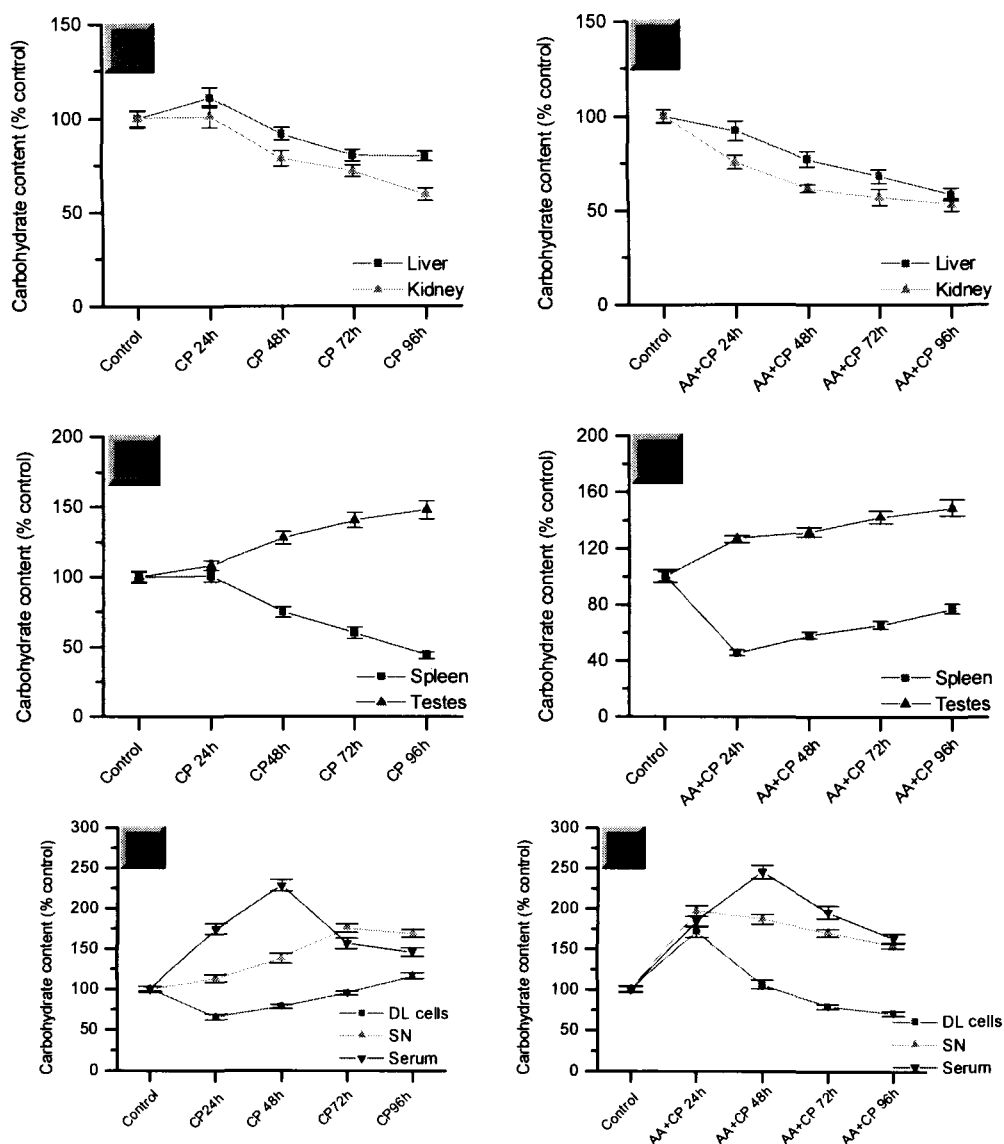 Carbohydrate content (% control)
150
100
50
0
Liver
Kidney
Control
CP 24h
CP 48h
CP 72h
CP 96h
Carbohydrate content (% control)
150
100
50
0
Liver
Kidney
Control
AA+CP 24h
AA+CP 48h
AA+CP 72h
AA+CP 96h
Carbohydrate content (% control)
200
150
100
50
0
Spleen
Testes
Control
CP 24h
CP48h
CP 72h
CP 96h
Carbohydrate content (% control)
200
160
120
80
40
0
Spleen
Testes
Control
AA+CP 24h
AA+CP 48h
AA+CP 72h
AA+CP 96h
Carbohydrate content (% control)
300
250
200
150
100
50
0
DL cells
SN
Serum
Control
CP24h
CP 48h
CP72h
CP96h
Carbohydrate content (% control)
300
250
200
150
100
50
0
DL cells
SN
Serum
Control
AA+CP 24h
AA+CP 48h
AA+CP 72h
AA+CP 96h